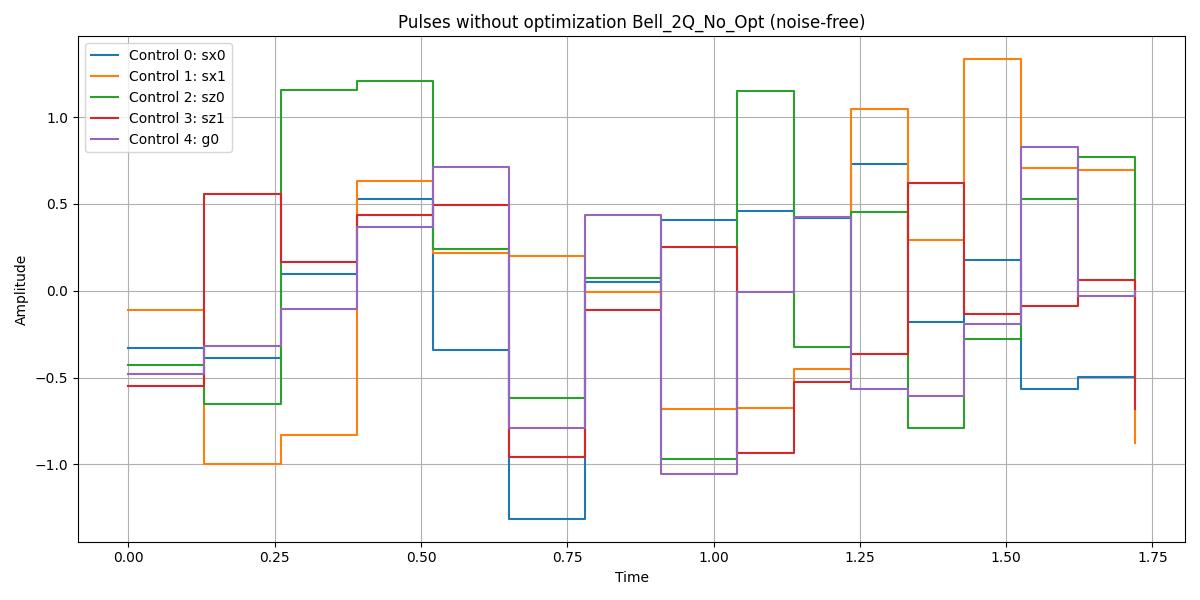 Pulses without optimization Bell_2Q_No_Opt (noise-free)
Control 0: sx0
Control 1: sx1
Control 2: sz0
Control 3: sz1
Control 4: g0
Amplitude
1.0
0.5
0.0
−0.5
−1.0
0.00 0.25 0.50 0.75 1.00 1.25 1.50 1.75
Time